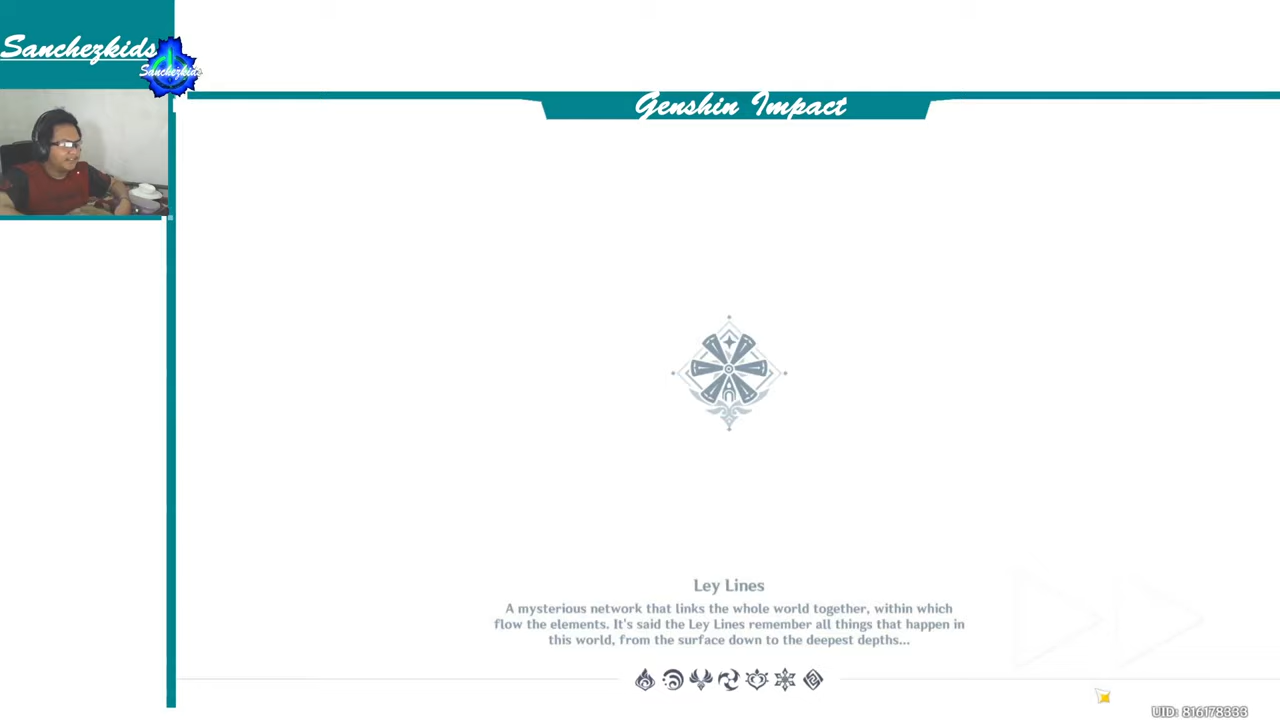 Sanchezkids
Sanchezkids
Genshin Impact
Ley Lines
A mysterious network that links the whole world together, within which
flow the elements. It's said the Ley Lines remember all things that happen in
this world, from the surface down to the deepest depths...
UID: 816178333